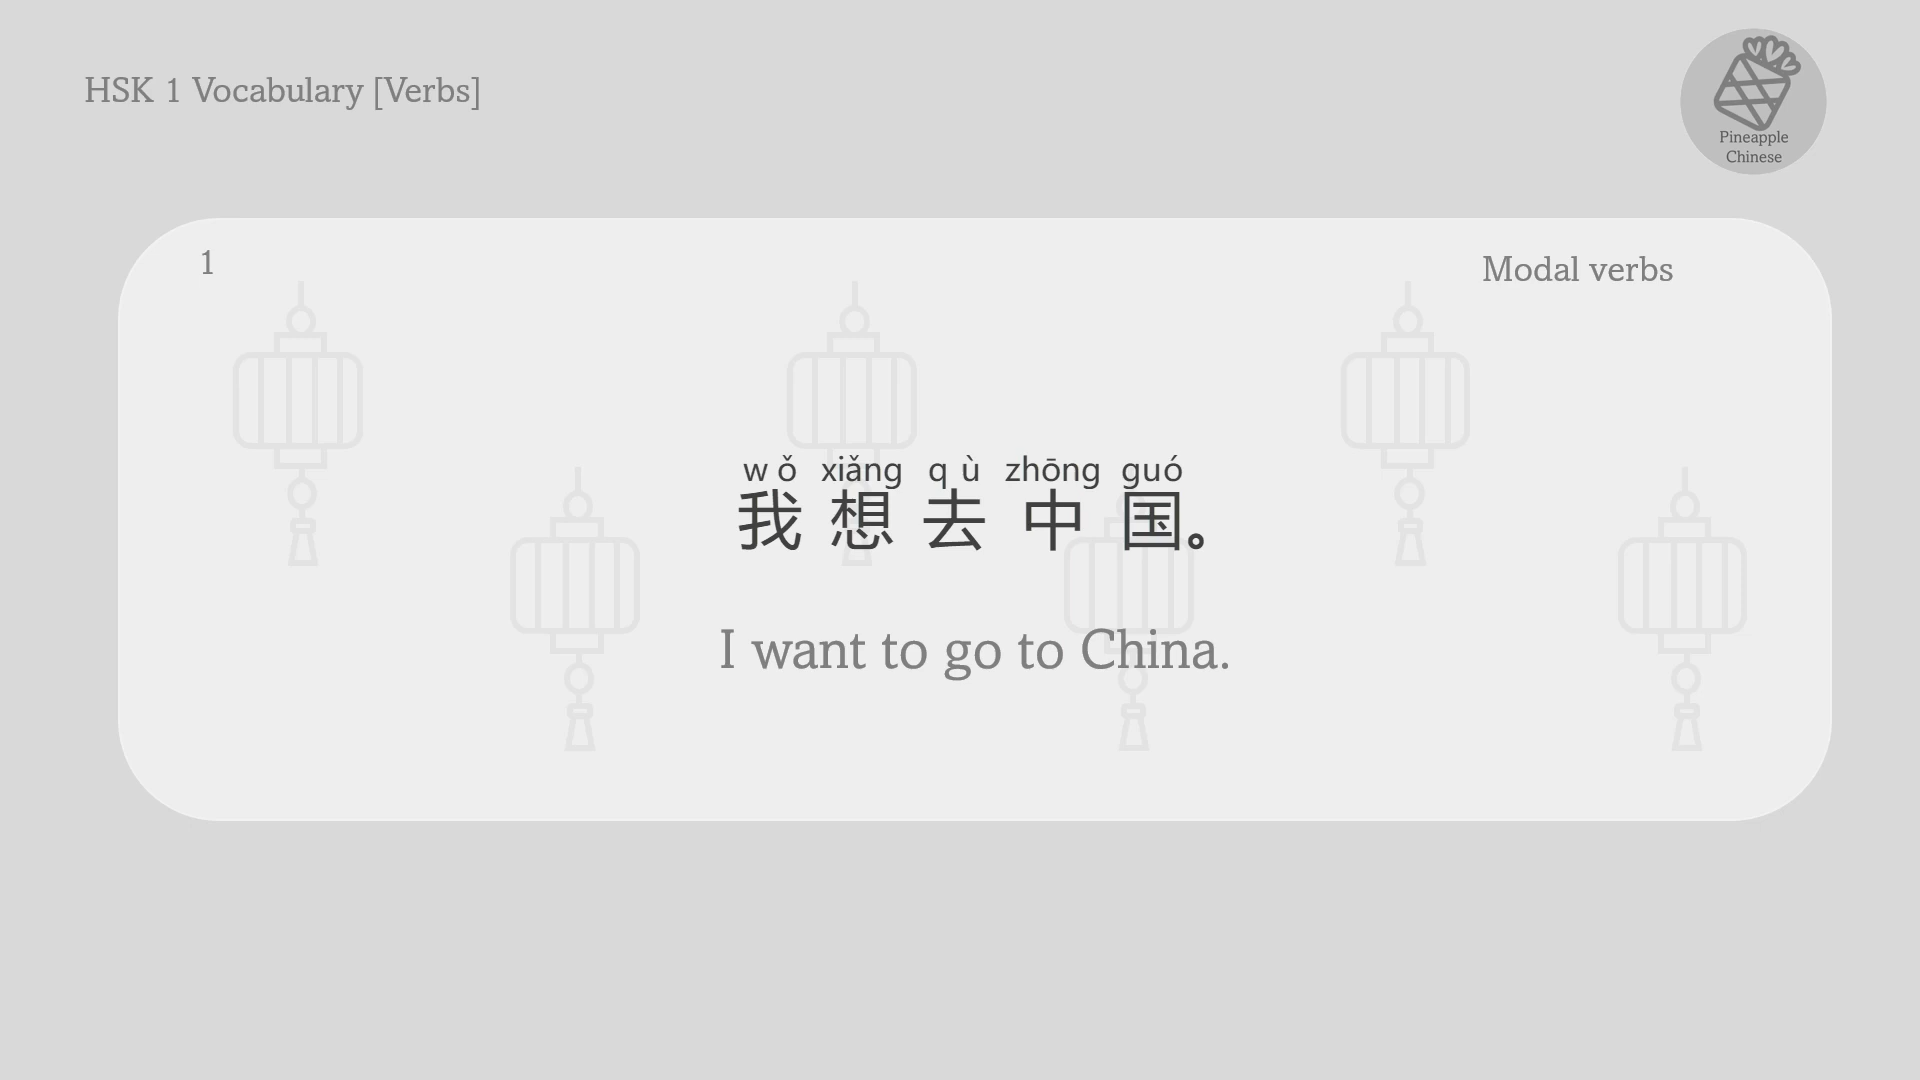 HSK 1 Vocabulary [Verbs]
Pineapple
Chinese
1
Modal verbs
wǒ xiǎng qù zhōng guó
我想去中国。
I want to go to China.